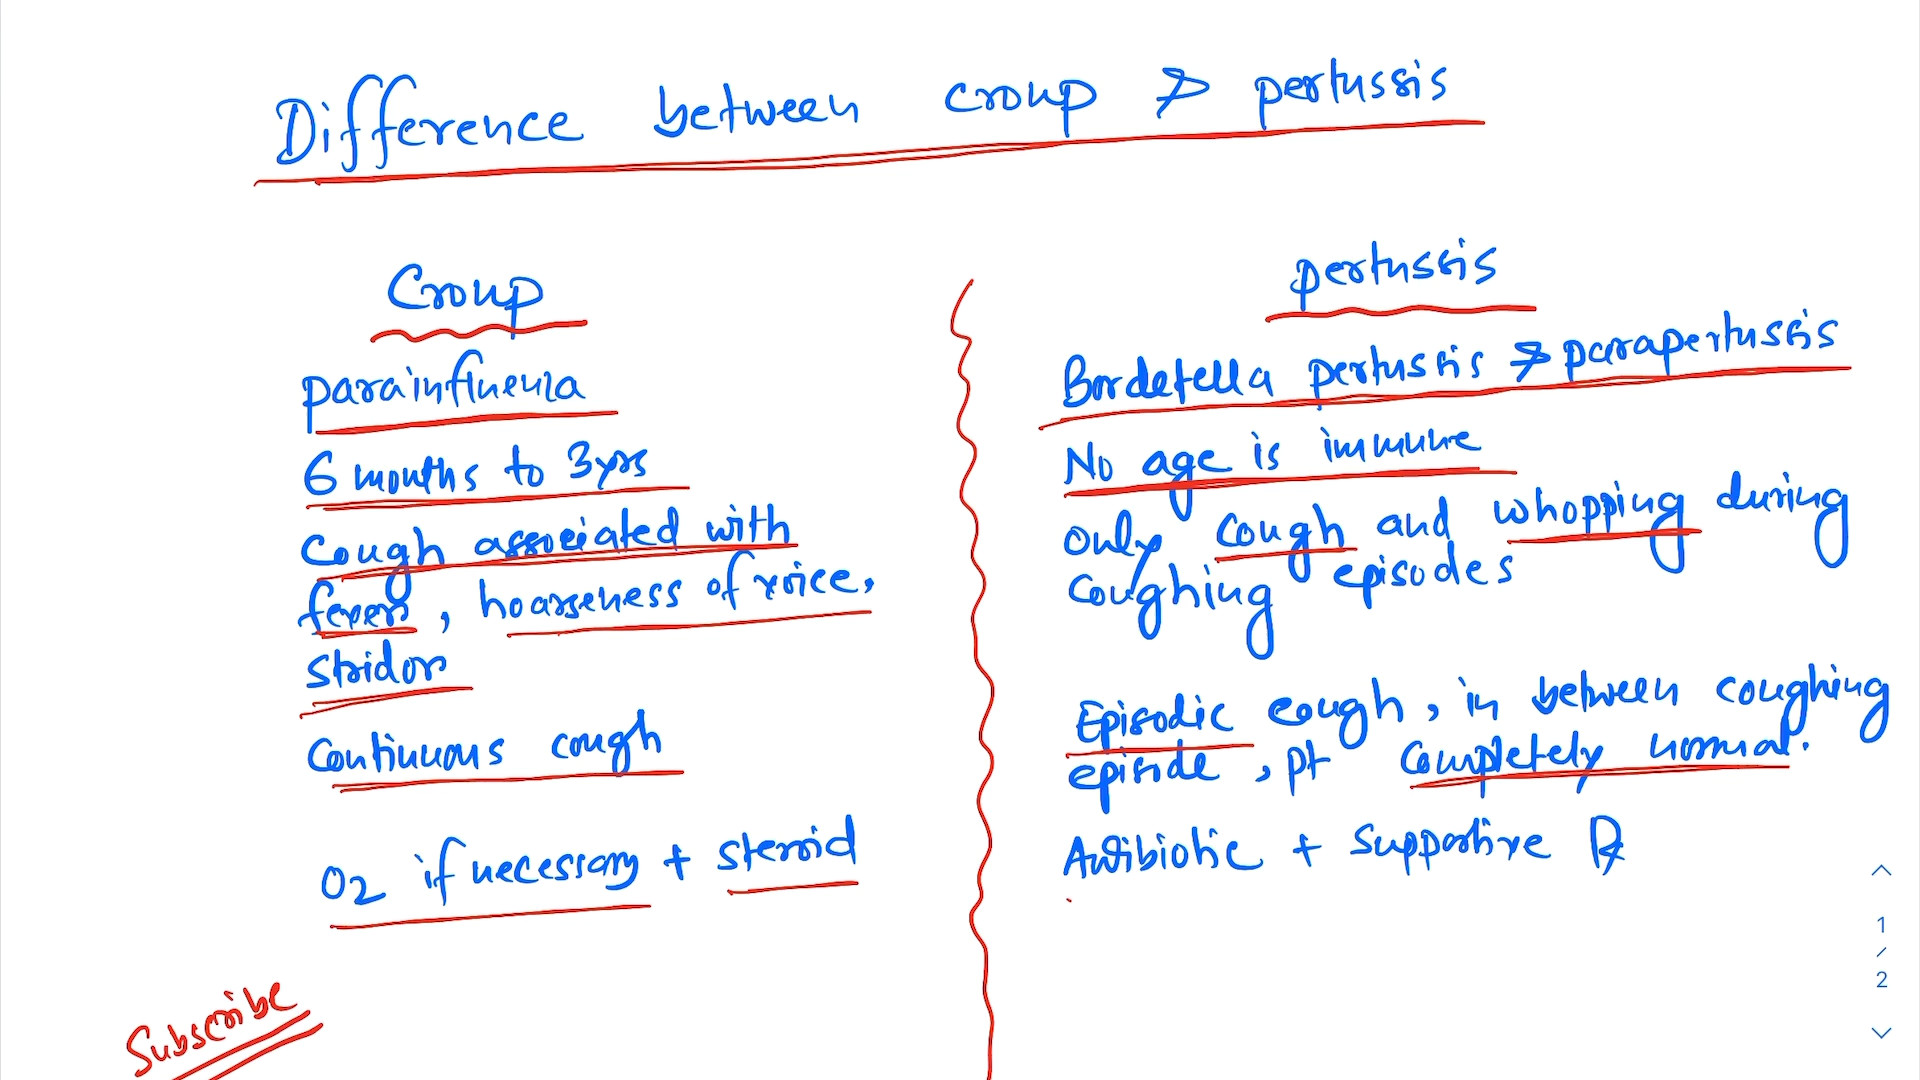 Difference between croup & pertussis
Croup
parainfluenza
6 months to 3yrs
Cough associated with
fever, hoarseness of voice,
stridor
Continuous cough
O2 if necessary + steroid
pertussis
Bordetella pertussis & parapertussis
No age is immune
only cough and whopping during
coughing episodes
Episodic cough, in between coughing
episode, pt completely normal.
Antibiotic + supportive Rx
Subscribe
1
/
2